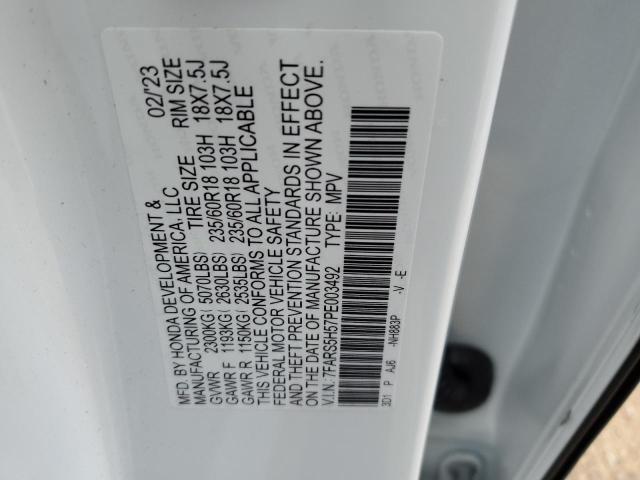 MFD. BY HONDA DEVELOPMENT & 02/'23
MANUFACTURING OF AMERICA, LLC
TIRE SIZE RIM SIZE
GVWR 2300KG( 5070LBS)
GAWR F 1193KG( 2630LBS) 235/60R18 103H 18X7.5J
GAWR R 1150KG( 2535LBS) 235/60R18 103H 18X7.5J
THIS VEHICLE CONFORMS TO ALL APPLICABLE
FEDERAL MOTOR VEHICLE SAFETY
AND THEFT PREVENTION STANDARDS IN EFFECT
ON THE DATE OF MANUFACTURE SHOWN ABOVE.
V.I.N.: 7FARS5H57PE003492 TYPE: MPV
3D1 P AJ6 -NH883P -V -E
HONDA